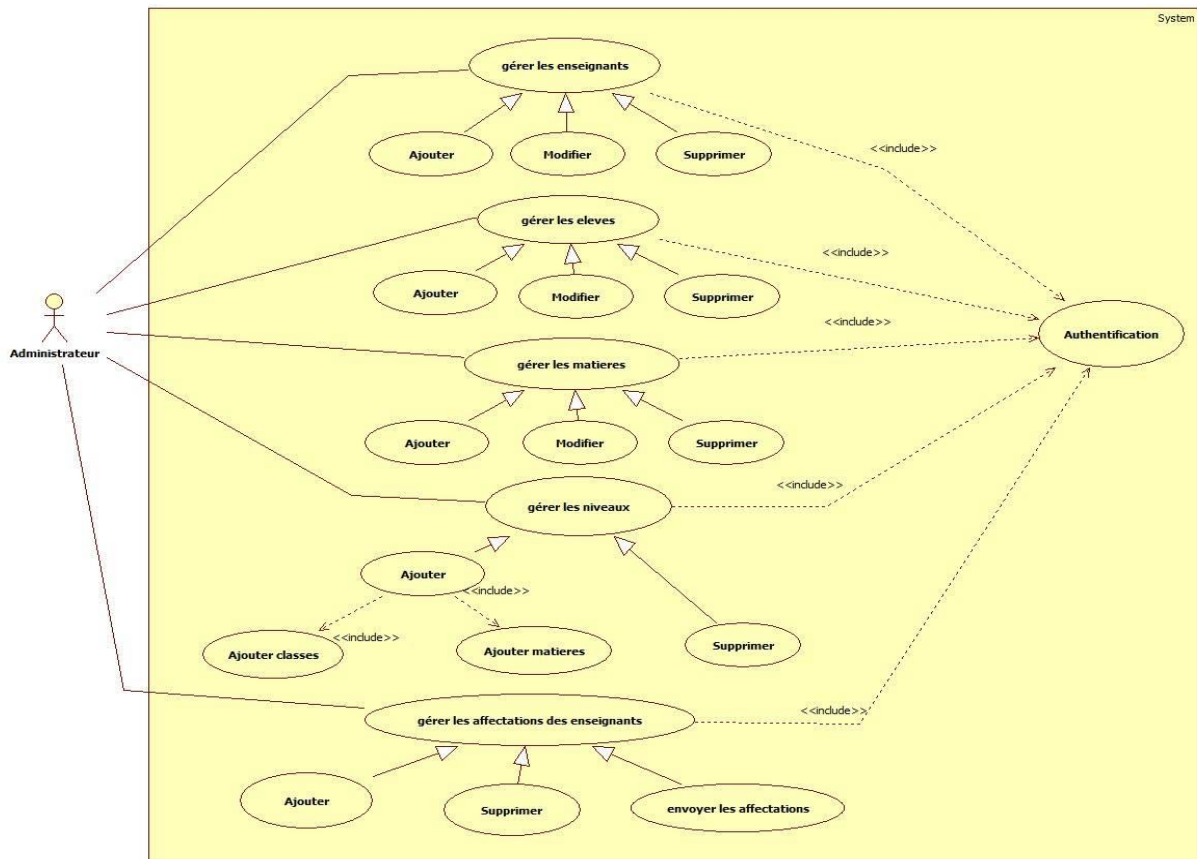 System
gérer les enseignants
Ajouter
Modifier
Supprimer
<<include>>
gérer les eleves
<<include>>
Ajouter
Modifier
Supprimer
Administrateur
<<include>>
Authentification
gérer les matieres
Ajouter
Modifier
Supprimer
gérer les niveaux
<<include>>
Ajouter
<<include>>
<<include>>
Ajouter classes
Ajouter matieres
Supprimer
gérer les affectations des enseignants
<<include>>
Ajouter
Supprimer
envoyer les affectations